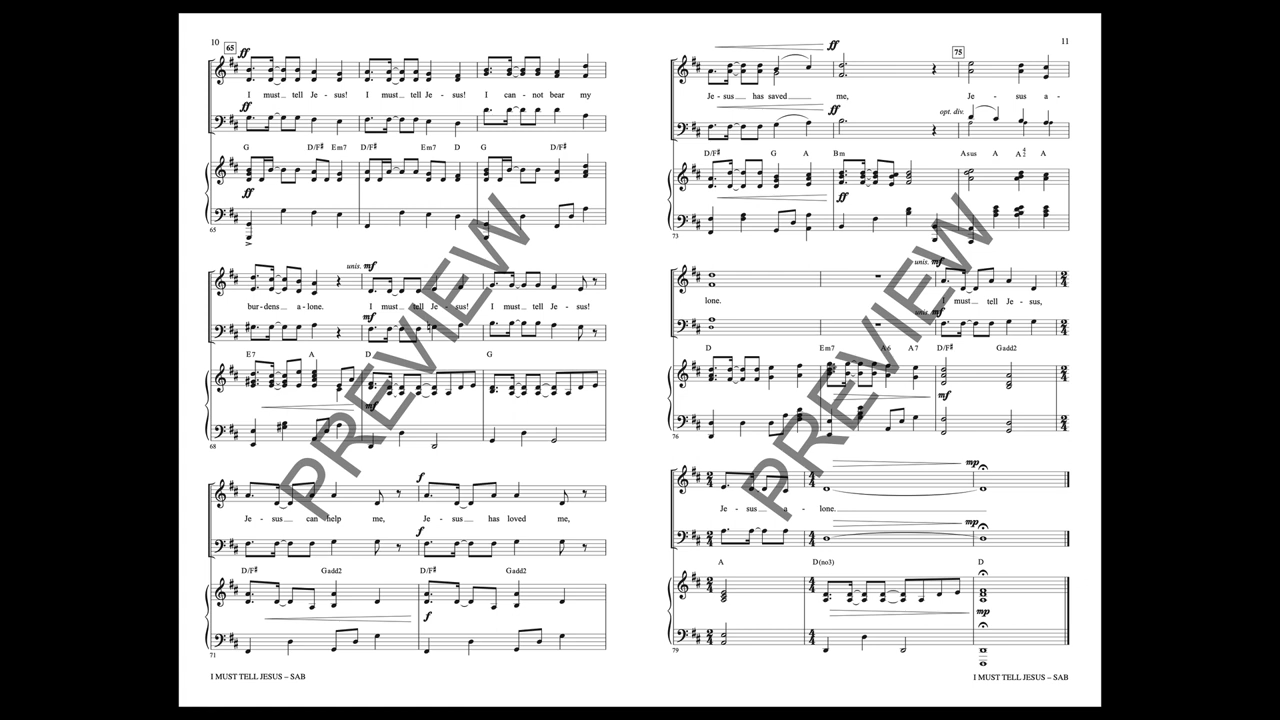 10
65
ff
I must tell Je - sus! I must tell Je - sus! I can - not bear my
ff
G D/F♯ Em7 D/F♯ Em7 D G D/F♯
ff
65
unis. mf
bur - dens a - lone. I must tell Je - sus! I must tell Je - sus!
mf
E7 A D G
mf
68
f
Je - sus can help me, Je - sus has loved me,
f
D/F♯ Gadd2 D/F♯ Gadd2
f
71
I MUST TELL JESUS – SAB
11
ff
75
Je - sus has saved me, Je - sus a -
ff
opt. div.
D/F♯ G A Bm Asus A A4/2 A
ff
73
unis. mf
lone. I must tell Je - sus,
unis. mf
D Em7 A6 A7 D/F♯ Gadd2
mf
76
mp
Je - sus a - lone.
mp
A D(no3) D
mp
79
I MUST TELL JESUS – SAB
PREVIEW
PREVIEW